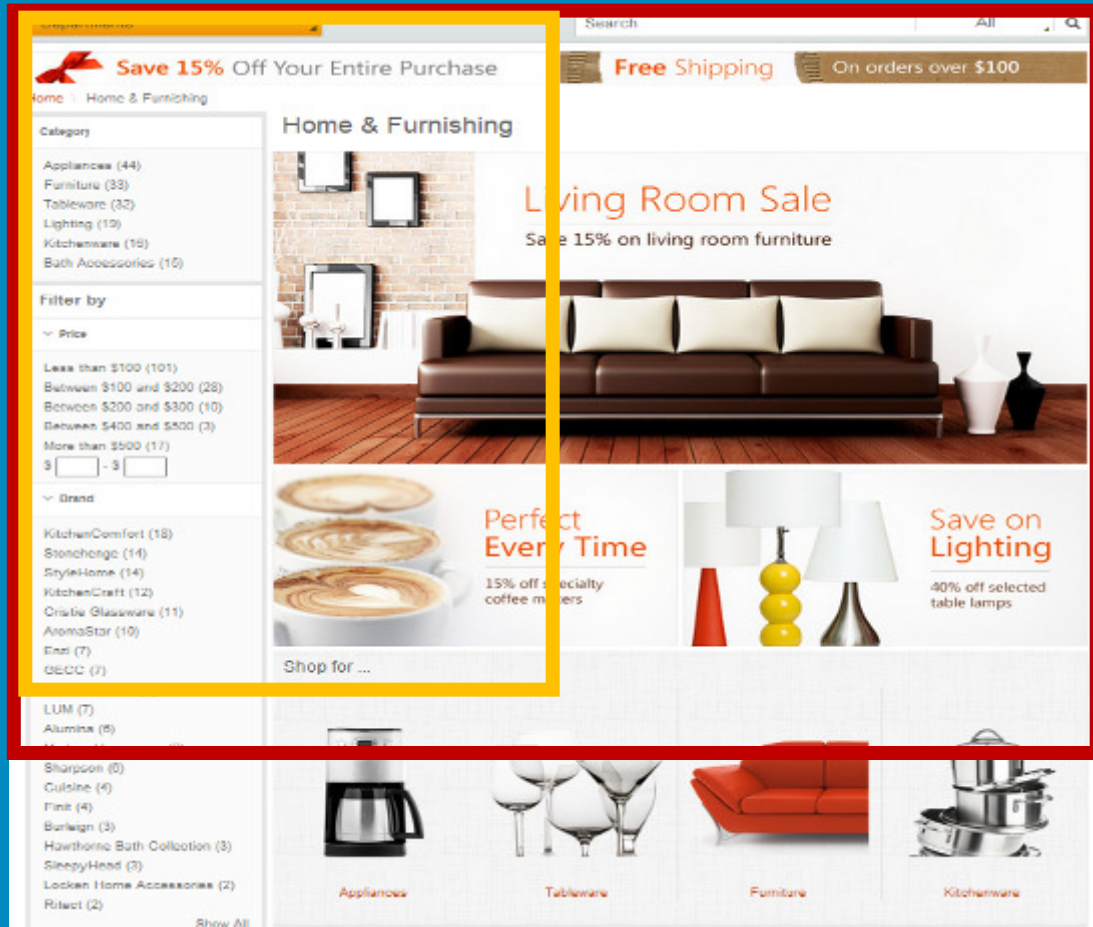 Departments
Search
All
Save 15% Off Your Entire Purchase
Free Shipping
On orders over $100
Home \ Home & Furnishing
Category
Appliances (44)
Furniture (33)
Tableware (32)
Lighting (19)
Kitchenware (16)
Bath Accessories (15)
Filter by
Price
Less than $100 (101)
Between $100 and $200 (28)
Between $200 and $300 (10)
Between $400 and $500 (3)
More than $500 (17)
$ - $
Brand
KitchenComfort (18)
Stonehenge (14)
StyleHome (14)
KitchenCraft (12)
Cristie Glassware (11)
AromaStar (10)
Enzi (7)
GECC (7)
LUM (7)
Alumina (6)
Sharpson (6)
Cuisine (4)
Finit (4)
Burleign (3)
Hawthorne Bath Collection (3)
SleepyHead (3)
Locken Home Accessories (2)
Ritect (2)
Show All
Home & Furnishing
Living Room Sale
Save 15% on living room furniture
Perfect
Every Time
15% off specialty
coffee makers
Save on
Lighting
40% off selected
table lamps
Shop for ...
Appliances
Tableware
Furniture
Kitchenware